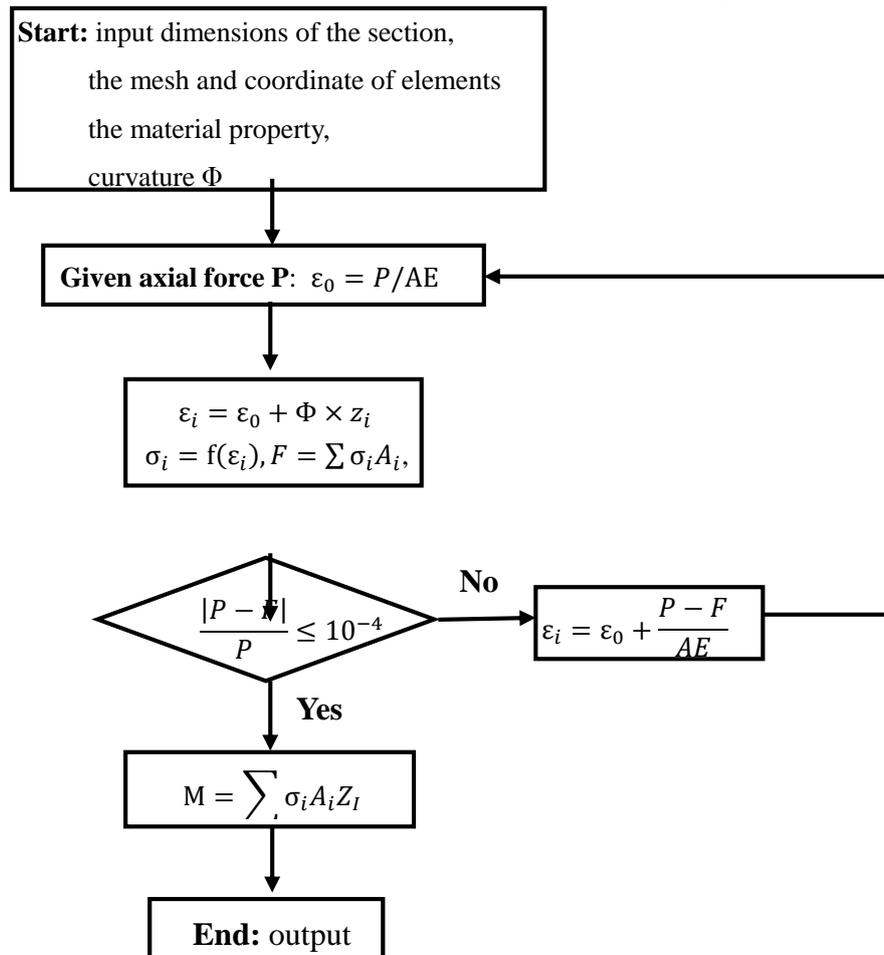 Start: input dimensions of the section,
the mesh and coordinate of elements
the material property,
curvature Φ
Given axial force P: ε₀ = P/AE
εᵢ = ε₀ + Φ × zᵢ
σᵢ = f(εᵢ), F = ∑ σᵢAᵢ,
|P − F|/P ≤ 10⁻⁴
No
εᵢ = ε₀ + (P − F)/AE
Yes
M = ∑ σᵢAᵢZ_I
End: output